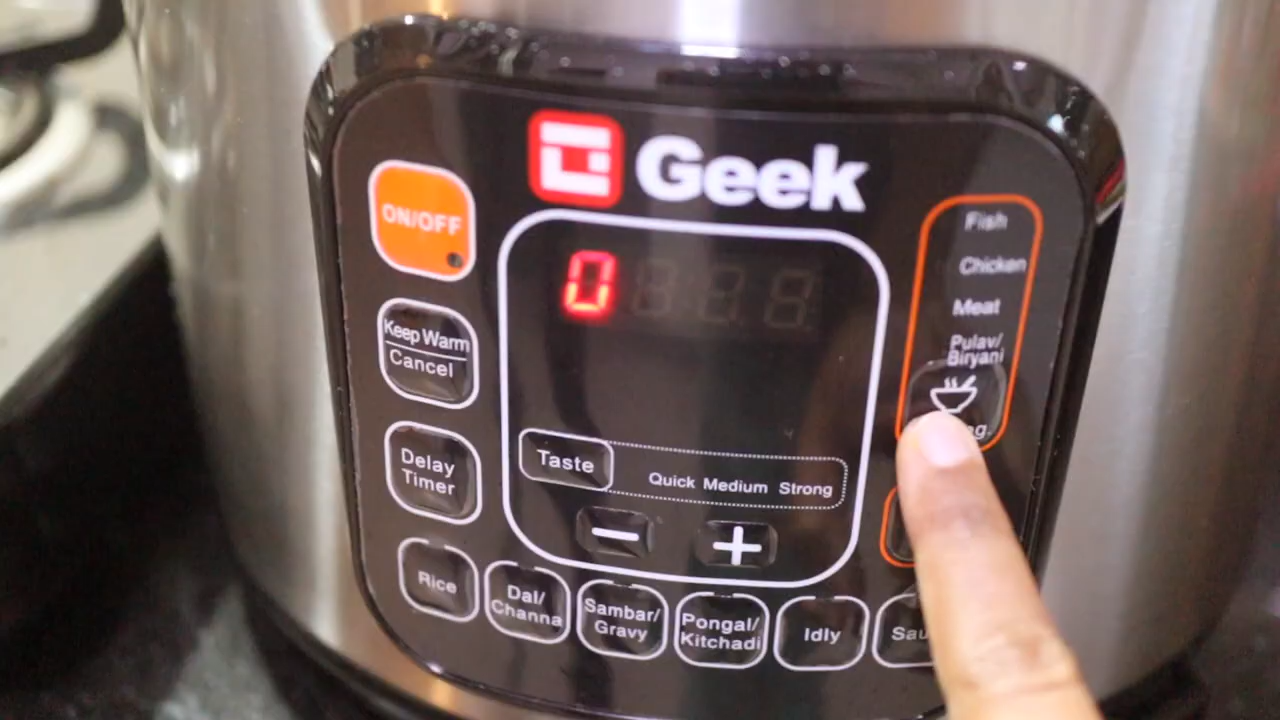 Geek
ON/OFF
Keep Warm
Cancel
Delay
Timer
0
Taste
Quick Medium Strong
− +
Fish
Chicken
Meat
Pulav/
Biryani
Rice
Dal/
Channa
Sambar/
Gravy
Pongal/
Kitchadi
Idly